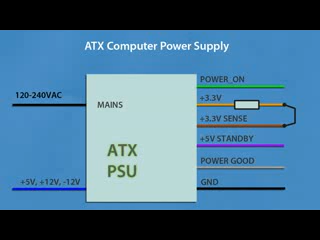 ATX Computer Power Supply
POWER_ON
120-240VAC
MAINS
+3.3V
+3.3V SENSE
+5V STANDBY
ATX
PSU
POWER GOOD
+5V, +12V, -12V
GND